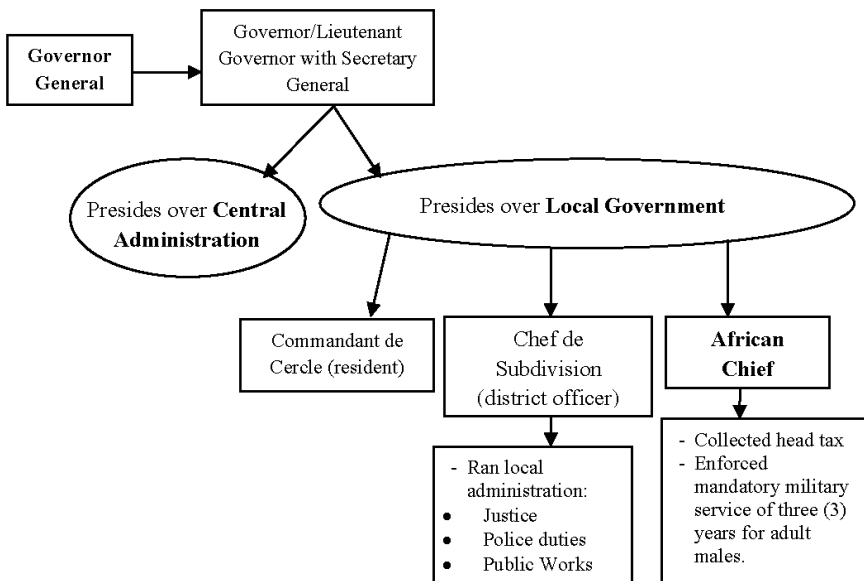 Governor
General
Governor/Lieutenant
Governor with Secretary
General
Presides over Central
Administration
Presides over Local Government
Commandant de
Cercle (resident)
Chef de
Subdivision
(district officer)
African
Chief
- Ran local
administration:
● Justice
● Police duties
● Public Works
- Collected head tax
- Enforced
mandatory military
service of three (3)
years for adult
males.